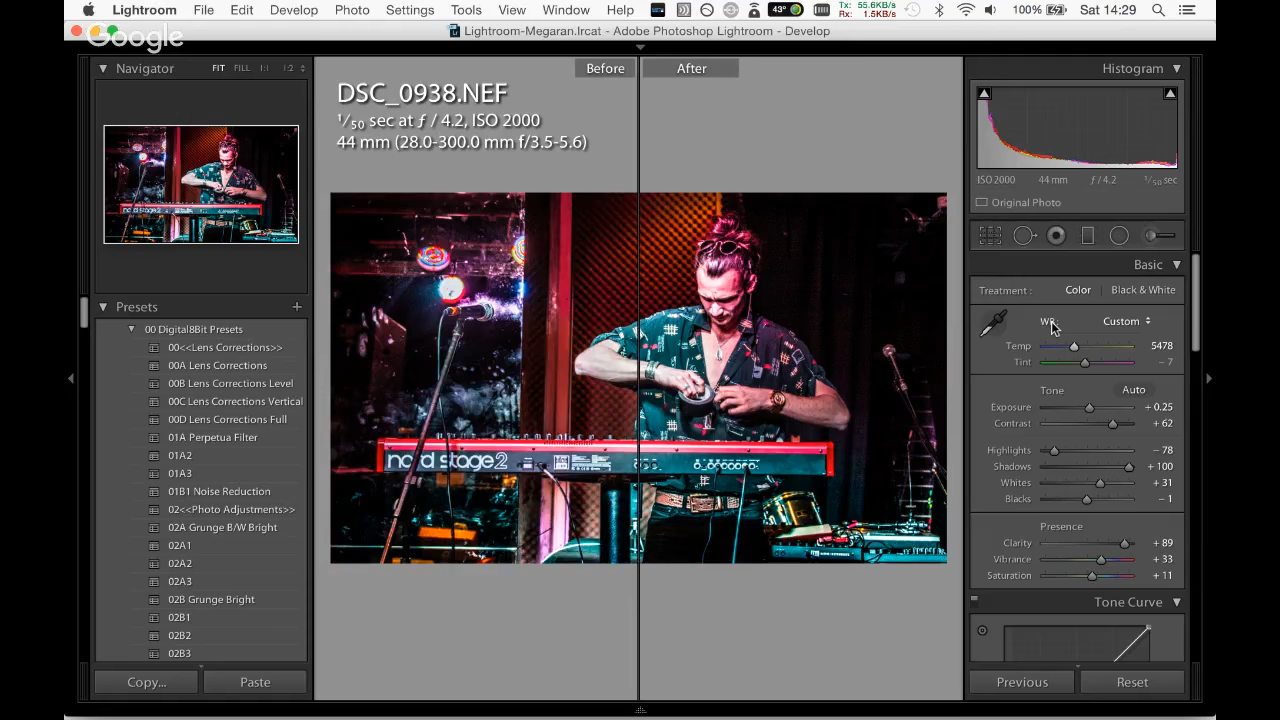 Lightroom File Edit Develop Photo Settings Tools View Window Help 43° Tx: 55.6KB/s Rx: 1.5KB/s 100% Sat 14:29
Google
Lightroom-Megaran.lrcat - Adobe Photoshop Lightroom - Develop
Navigator FIT FILL 1:1 1:2
Before After
Histogram
DSC_0938.NEF
1/50 sec at ƒ / 4.2, ISO 2000
44 mm (28.0-300.0 mm f/3.5-5.6)
ISO 2000 44 mm ƒ / 4.2 1/50 sec
Original Photo
Basic
Treatment : Color Black & White
WB: Custom
Temp 5478
Tint - 7
Tone Auto
Exposure + 0.25
Contrast + 62
Highlights - 78
Shadows + 100
Whites + 31
Blacks - 1
Presence
Clarity + 89
Vibrance + 33
Saturation + 11
Tone Curve
Previous Reset
Presets
00 Digital8Bit Presets
00<<Lens Corrections>>
00A Lens Corrections
00B Lens Corrections Level
00C Lens Corrections Vertical
00D Lens Corrections Full
01A Perpetua Filter
01A2
01A3
01B1 Noise Reduction
02<<Photo Adjustments>>
02A Grunge B/W Bright
02A1
02A2
02A3
02B Grunge Bright
02B1
02B2
02B3
Copy... Paste
nord stage2